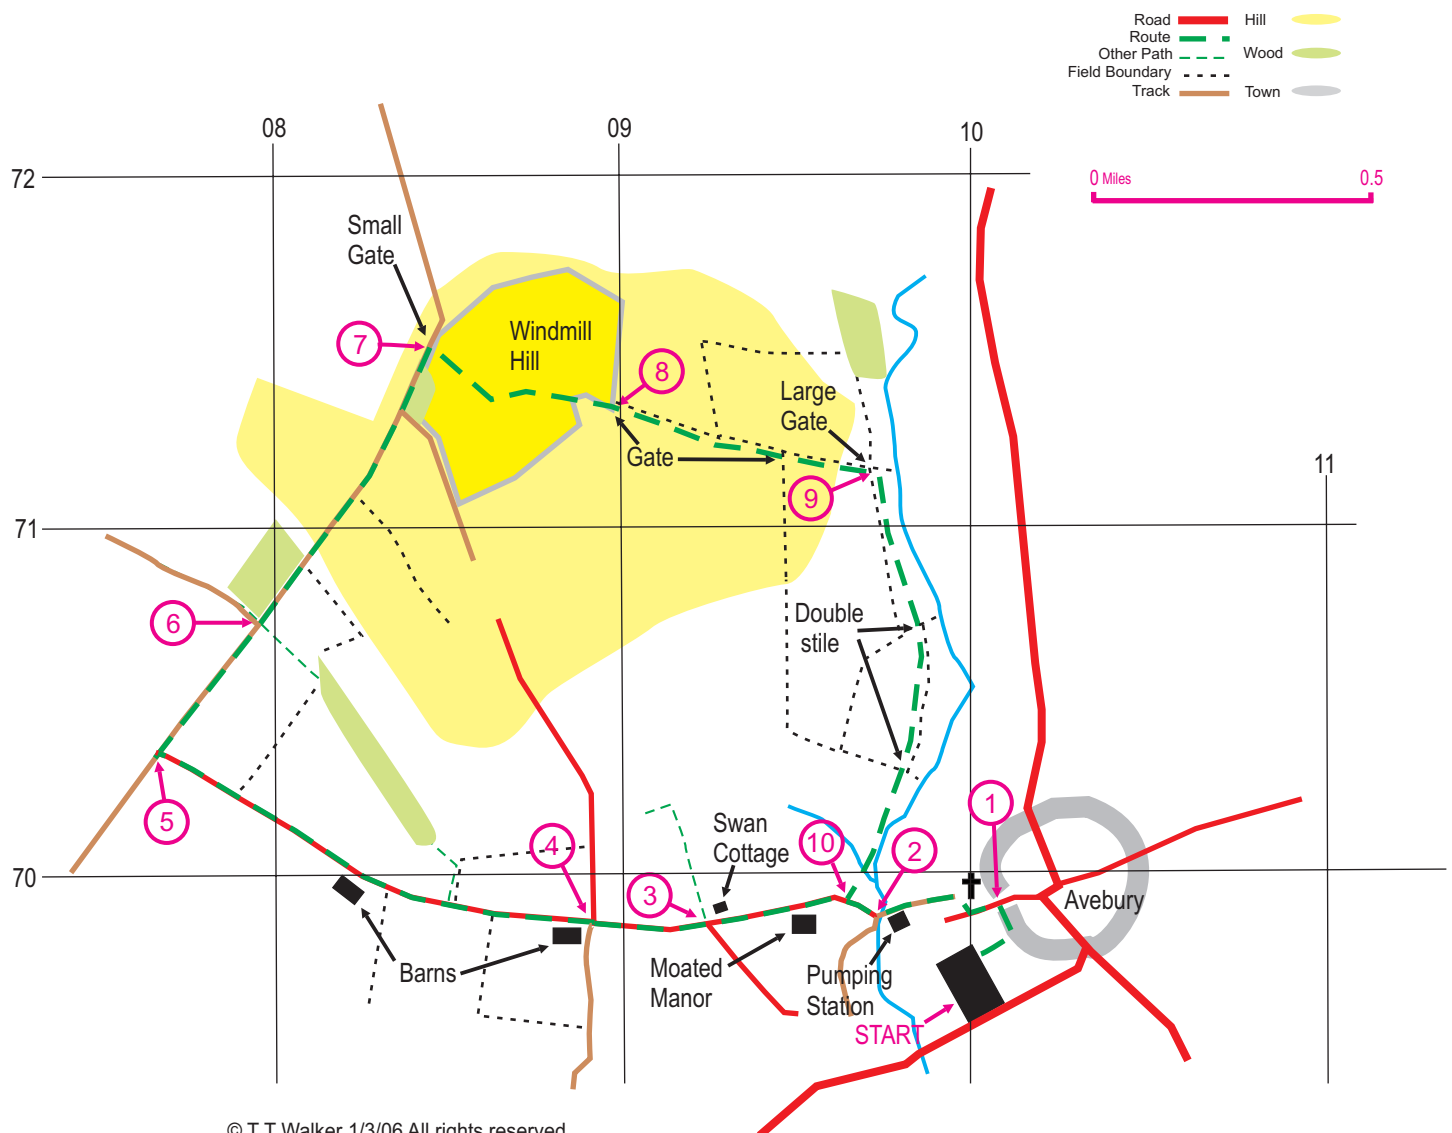 Road
Hill
Route
Other Path
Wood
Field Boundary
Track
Town
08
09
10
72
0 Miles
0.5
Small
Gate
7
Windmill
Hill
8
Large
Gate
Gate
11
9
71
6
Double
stile
5
1
Swan
Cottage
10
2
4
3
70
Avebury
Barns
Moated
Manor
Pumping
Station
START
© T T Walker 1/3/06 All rights reserved